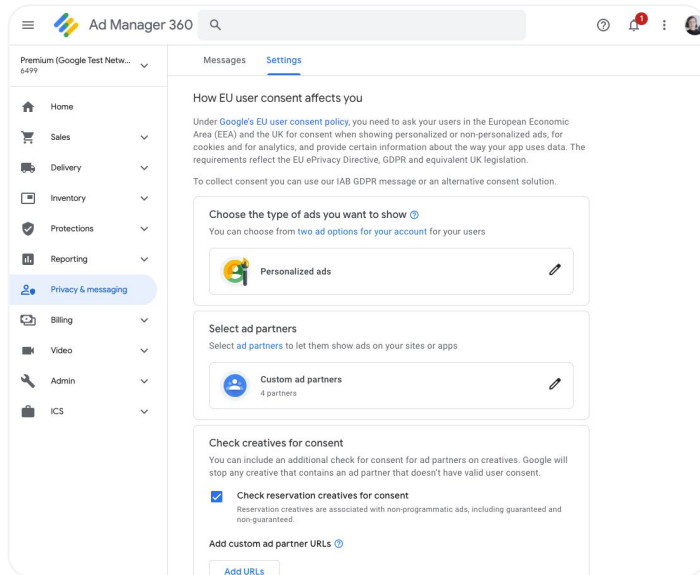 Ad Manager 360
1
Premium (Google Test Netw...
6499
Messages
Settings
Home
Sales
Delivery
Inventory
Protections
Reporting
Privacy & messaging
Billing
Video
Admin
ICS
How EU user consent affects you
Under Google's EU user consent policy, you need to ask your users in the European Economic
Area (EEA) and the UK for consent when showing personalized or non-personalized ads, for
cookies and for analytics, and provide certain information about the way your app uses data. The
requirements reflect the EU ePrivacy Directive, GDPR and equivalent UK legislation.
To collect consent you can use our IAB GDPR message or an alternative consent solution.
Choose the type of ads you want to show
You can choose from two ad options for your account for your users
Personalized ads
Select ad partners
Select ad partners to let them show ads on your sites or apps
Custom ad partners
4 partners
Check creatives for consent
You can include an additional check for consent for ad partners on creatives. Google will
stop any creative that contains an ad partner that doesn't have valid user consent.
Check reservation creatives for consent
Reservation creatives are associated with non-programmatic ads, including guaranteed and
non-guaranteed.
Add custom ad partner URLs
Add URLs